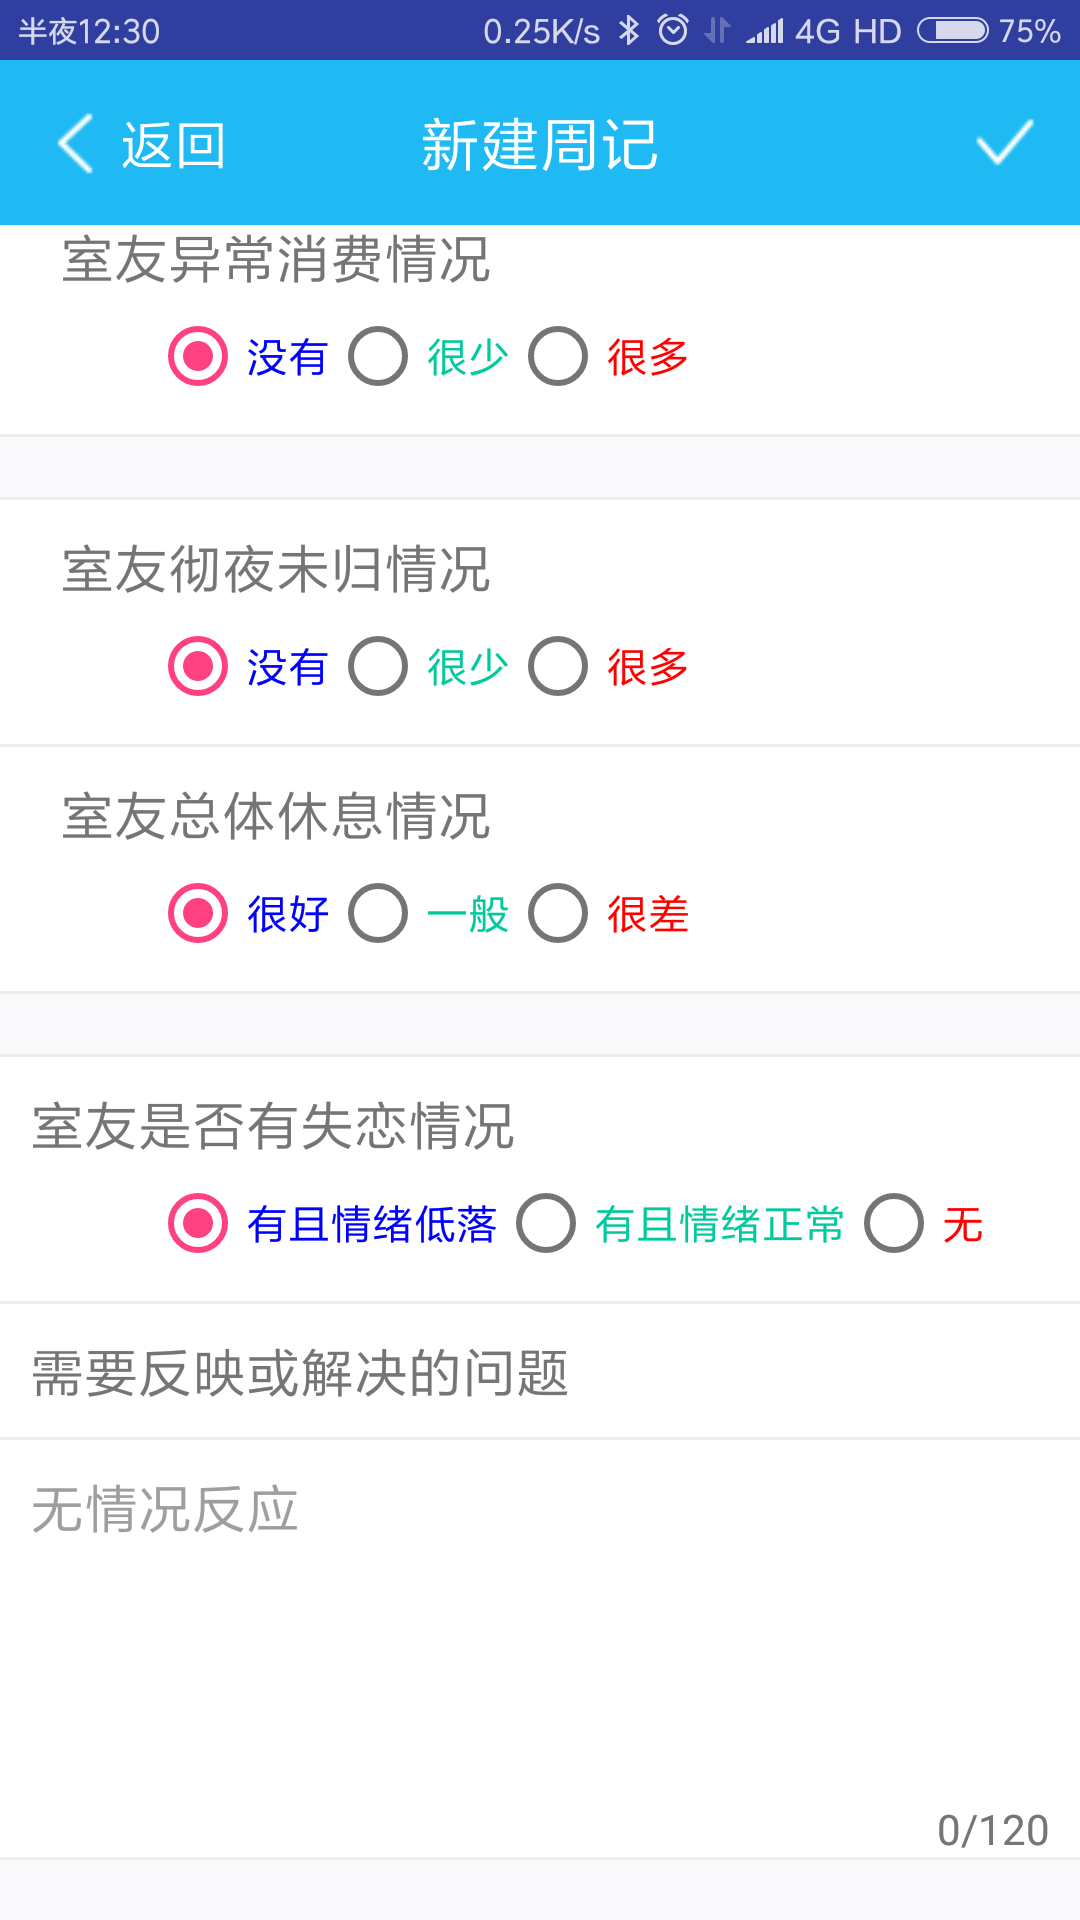 半夜12:30 0.25K/s 4G HD 75%
返回 新建周记
室友异常消费情况
没有 很少 很多
室友彻夜未归情况
没有 很少 很多
室友总体休息情况
很好 一般 很差
室友是否有失恋情况
有且情绪低落 有且情绪正常 无
需要反映或解决的问题
无情况反应
0/120